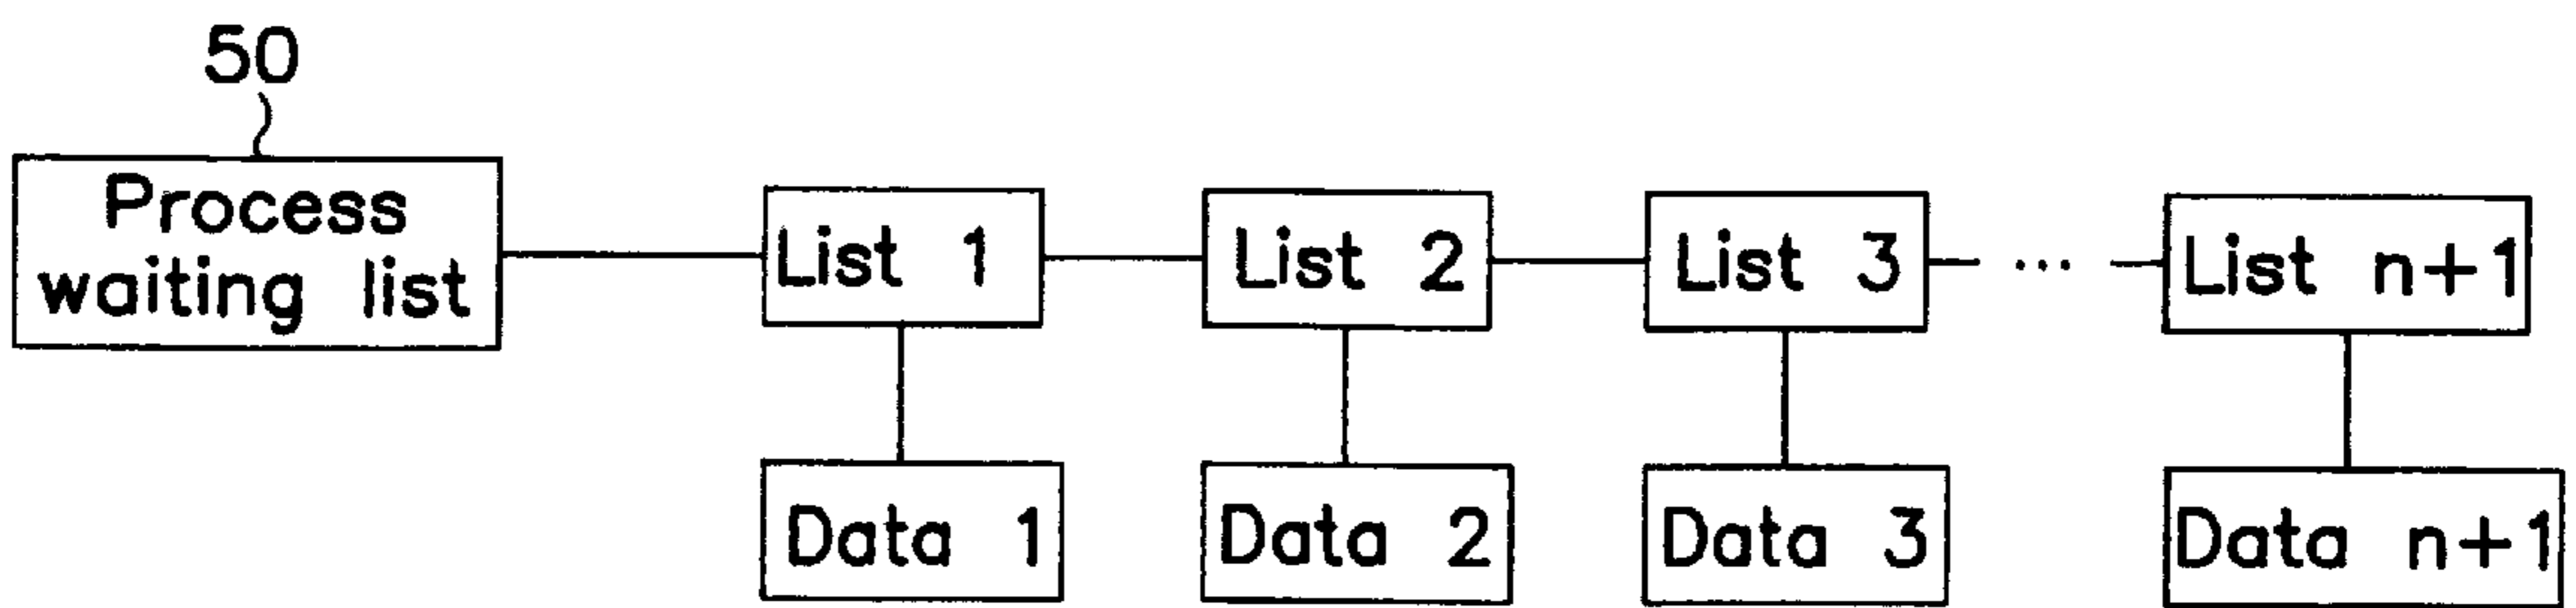 50
Process
waiting list
List 1
List 2
List 3
...
List n+1
Data 1
Data 2
Data 3
Data n+1